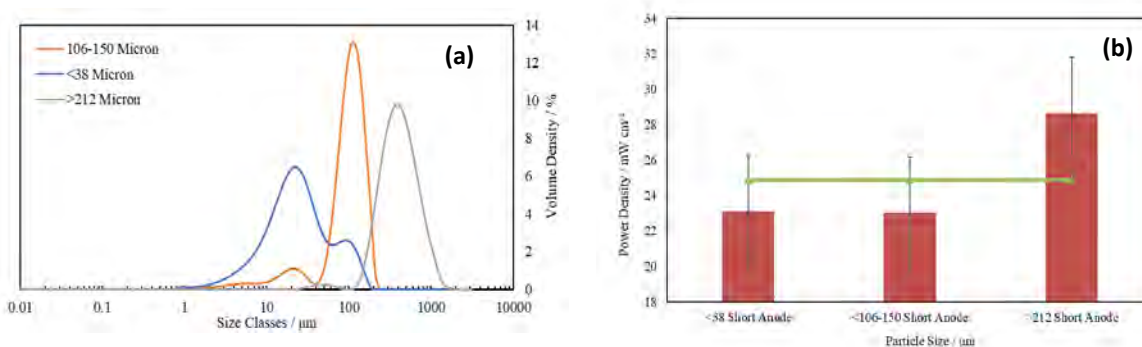 106-150 Micron
<38 Micron
>212 Micron
(a)
14
12
10
8
6
4
2
0
Volume Density / %
0.01 0.1 1 10 100 1000 10000
Size Classes / µm
(b)
34
32
30
28
26
24
22
20
18
Power Density / mW cm⁻²
<38 Short Anode <106-150 Short Anode >212 Short Anode
Particle Size / um